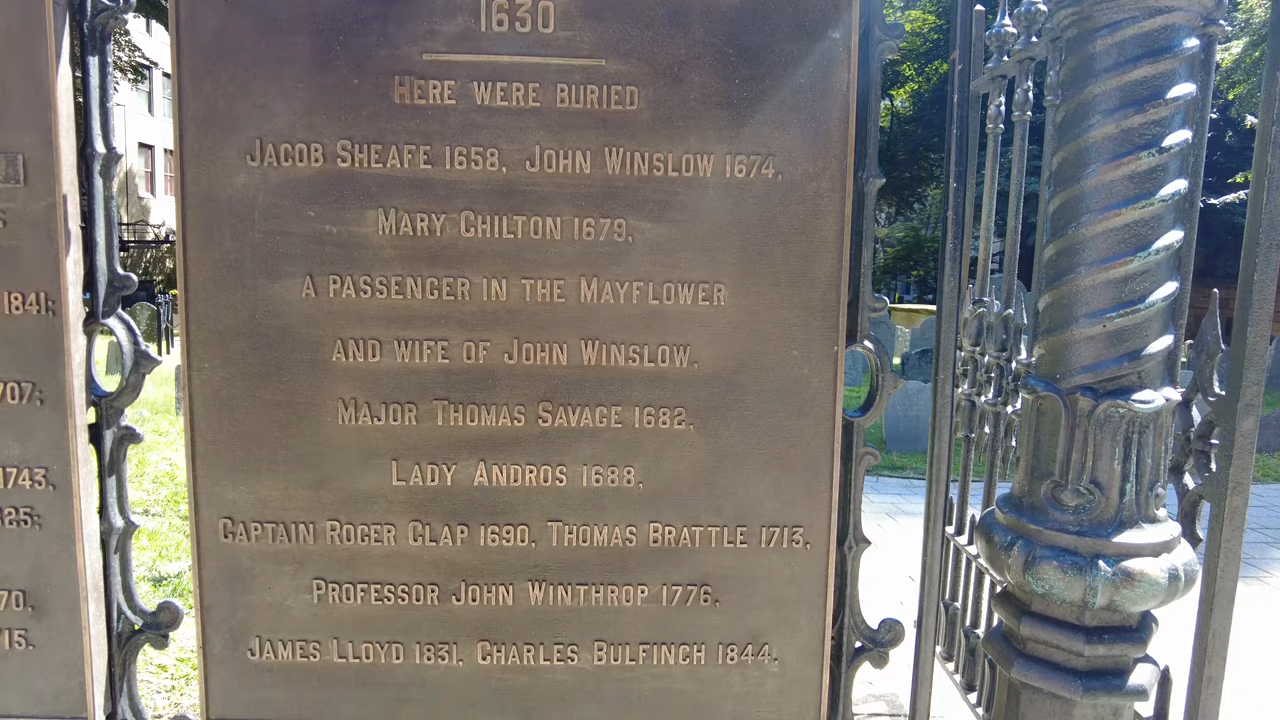 1630
HERE WERE BURIED
JACOB SHEAFE 1658, JOHN WINSLOW 1674,
MARY CHILTON 1679,
A PASSENGER IN THE MAYFLOWER
AND WIFE OF JOHN WINSLOW,
MAJOR THOMAS SAVAGE 1682,
LADY ANDROS 1688,
CAPTAIN ROGER CLAP 1690, THOMAS BRATTLE 1713,
PROFESSOR JOHN WINTHROP 1776,
JAMES LLOYD 1831, CHARLES BULFINCH 1844.
1841;
707;
1743,
825;
70,
715.